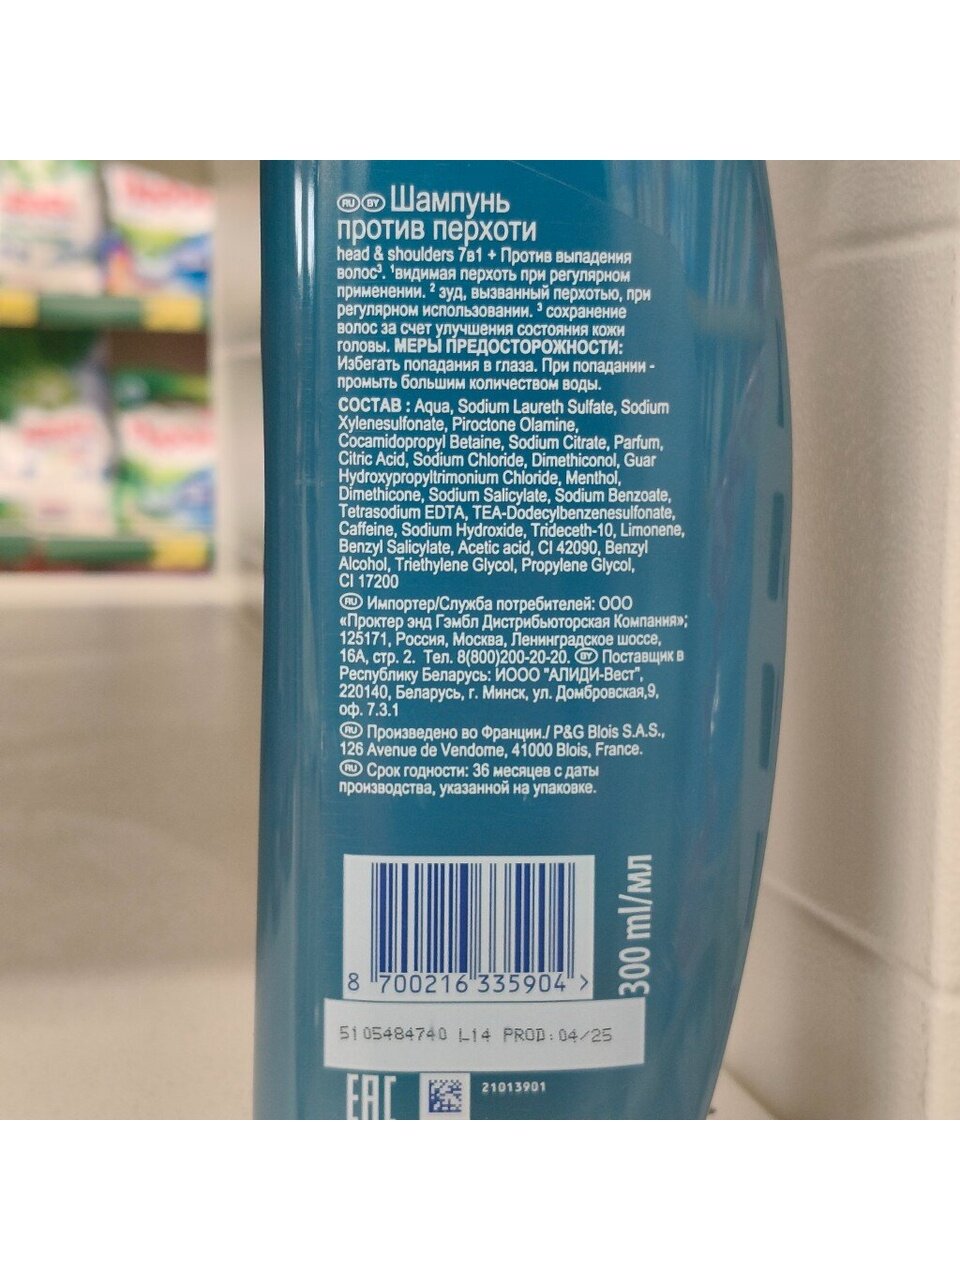 RU BY Шампунь
против перхоти
head & shoulders 7в1 + Против выпадения
волос³. ¹видимая перхоть при регулярном
применении. ² зуд, вызванный перхотью, при
регулярном использовании. ³ сохранение
волос за счет улучшения состояния кожи
головы. МЕРЫ ПРЕДОСТОРОЖНОСТИ:
Избегать попадания в глаза. При попадании -
промыть большим количеством воды.
СОСТАВ : Aqua, Sodium Laureth Sulfate, Sodium
Xylenesulfonate, Piroctone Olamine,
Cocamidopropyl Betaine, Sodium Citrate, Parfum,
Citric Acid, Sodium Chloride, Dimethiconol, Guar
Hydroxypropyltrimonium Chloride, Menthol,
Dimethicone, Sodium Salicylate, Sodium Benzoate,
Tetrasodium EDTA, TEA-Dodecylbenzenesulfonate,
Caffeine, Sodium Hydroxide, Trideceth-10, Limonene,
Benzyl Salicylate, Acetic acid, CI 42090, Benzyl
Alcohol, Triethylene Glycol, Propylene Glycol,
CI 17200
RU Импортер/Служба потребителей: ООО
«Проктер энд Гэмбл Дистрибьюторская Компания»;
125171, Россия, Москва, Ленинградское шоссе,
16А, стр. 2. Тел. 8(800)200-20-20. BY Поставщик в
Республику Беларусь: ИООО "АЛИДИ-Вест",
220140, Беларусь, г. Минск, ул. Домбровская,9,
оф. 7.3.1
RU Произведено во Франции./ P&G Blois S.A.S.,
126 Avenue de Vendome, 41000 Blois, France.
RU Срок годности: 36 месяцев с даты
производства, указанной на упаковке.
300 ml/мл
8 700216 335904 >
5105484740 L14 PROD:04/25
EAC
21013901